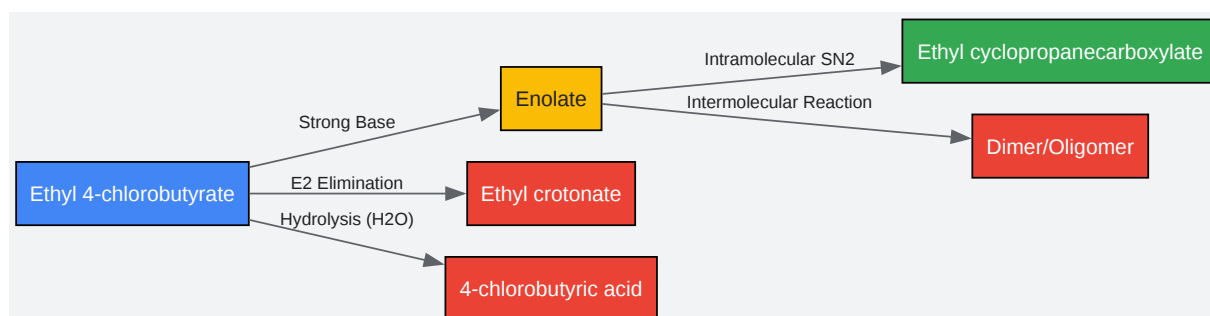 Intramolecular SN2
Ethyl cyclopropanecarboxylate
Enolate
Intermolecular Reaction
Strong Base
Dimer/Oligomer
Ethyl 4-chlorobutyrate
E2 Elimination
Ethyl crotonate
Hydrolysis (H2O)
4-chlorobutyric acid